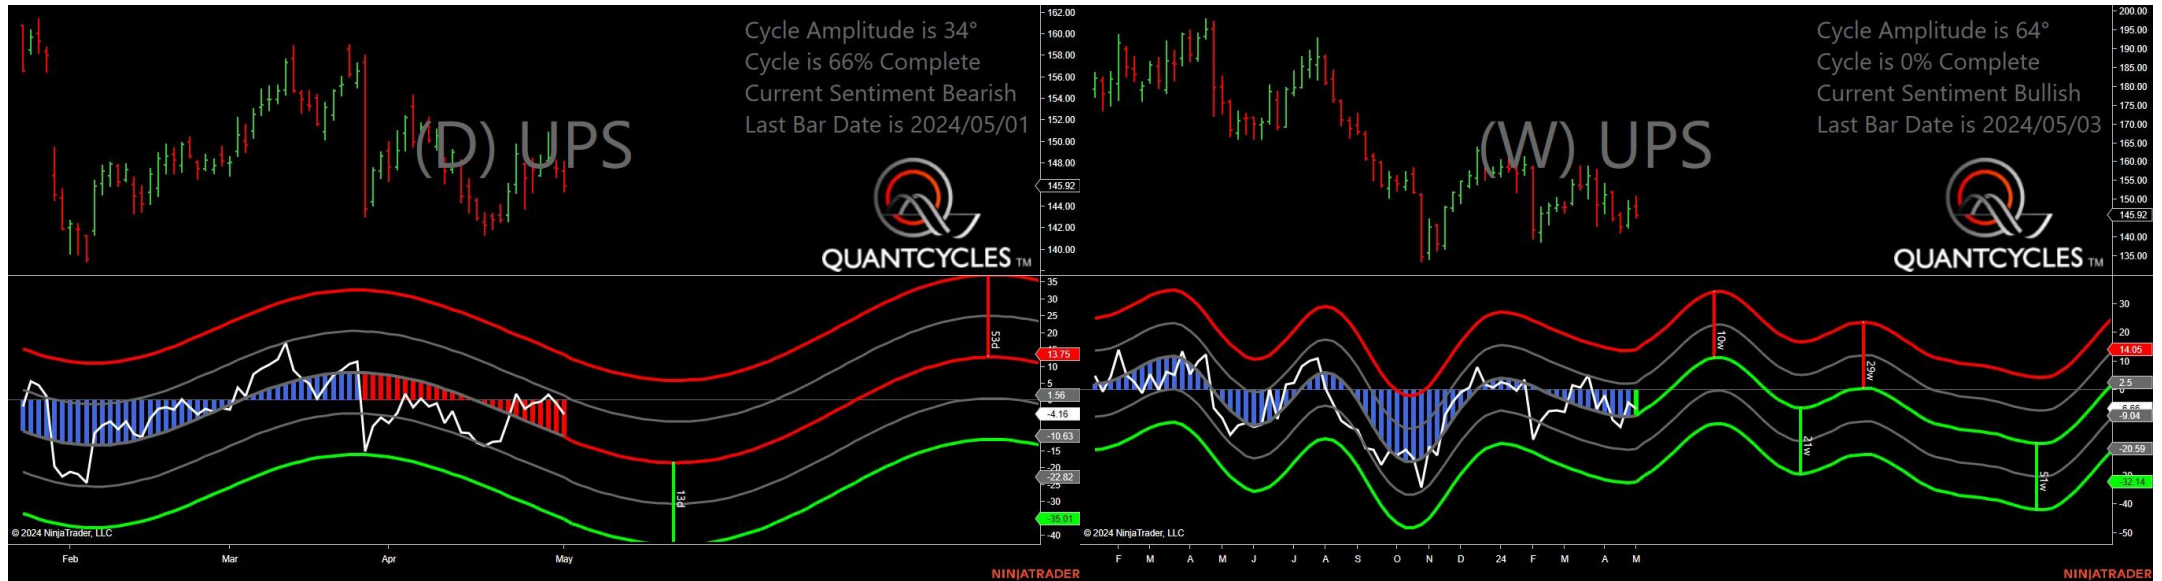 Cycle Amplitude is 34°
Cycle is 66% Complete
Current Sentiment Bearish
Last Bar Date is 2024/05/01
(D) UPS
QUANTCYCLES TM
162.00
160.00
158.00
156.00
154.00
152.00
150.00
148.00
145.92
144.00
142.00
140.00
35
30
25
20
13.75
10
5
1.56
-4.16
-10.63
-15
-22.82
-25
-30
-35.01
-40
53d
13d
© 2024 NinjaTrader, LLC
Feb Mar Apr May
NINJATRADER
Cycle Amplitude is 64°
Cycle is 0% Complete
Current Sentiment Bullish
Last Bar Date is 2024/05/03
(W) UPS
QUANTCYCLES TM
200.00
195.00
190.00
185.00
180.00
175.00
170.00
165.00
160.00
155.00
150.00
145.92
140.00
135.00
30
20
14.05
10
2.5
-9.04
-20.59
-32.14
-40
-50
10w
21w
29w
51w
© 2024 NinjaTrader, LLC
F M A M J J A S O N D 24 F M A M
NINJATRADER